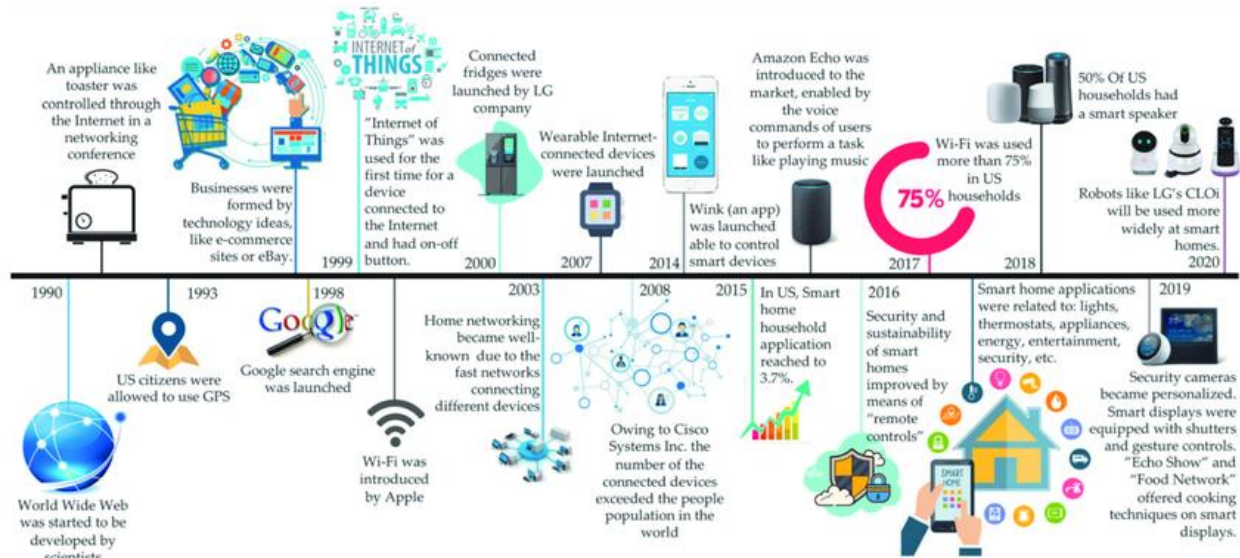 An appliance like
toaster was
controlled through
the Internet in a
networking
conference
Businesses were
formed by
technology ideas,
like e-commerce
sites or eBay.
INTERNET of
THINGS
"Internet of
Things" was
used for the
first time for a
device
connected to
the Internet
and had on-off
button.
Connected
fridges were
launched by LG
company
Wearable Internet-
connected devices
were launched
Wink (an app)
was launched
able to control
smart devices
Amazon Echo was
introduced to the
market, enabled by
the voice
commands of users
to perform a task
like playing music
75%
Wi-Fi was used
more than 75%
in US
households
50% Of US
households had
a smart speaker
Robots like LG's CLOi
will be used more
widely at smart
homes.
1999
2000
2007
2014
2017
2018
2020
1990
World Wide Web
was started to be
developed by
scientists
1993
US citizens were
allowed to use GPS
1998
Google
Google search engine
was launched
Wi-Fi was
introduced
by Apple
2003
Home networking
became well-
known due to the
fast networks
connecting
different devices
2008
Owing to Cisco
Systems Inc. the
number of the
connected devices
exceeded the people
population in the
world
2015
In US, Smart
home
household
application
reached to
3.7%.
2016
Security and
sustainability
of smart
homes
improved by
means of
"remote
controls"
Smart home applications
were related to: lights,
thermostats, appliances,
energy, entertainment,
security, etc.
SMART
HOME
2019
Security cameras
became personalized.
Smart displays were
equipped with shutters
and gesture controls.
"Echo Show" and
"Food Network"
offered cooking
techniques on smart
displays.